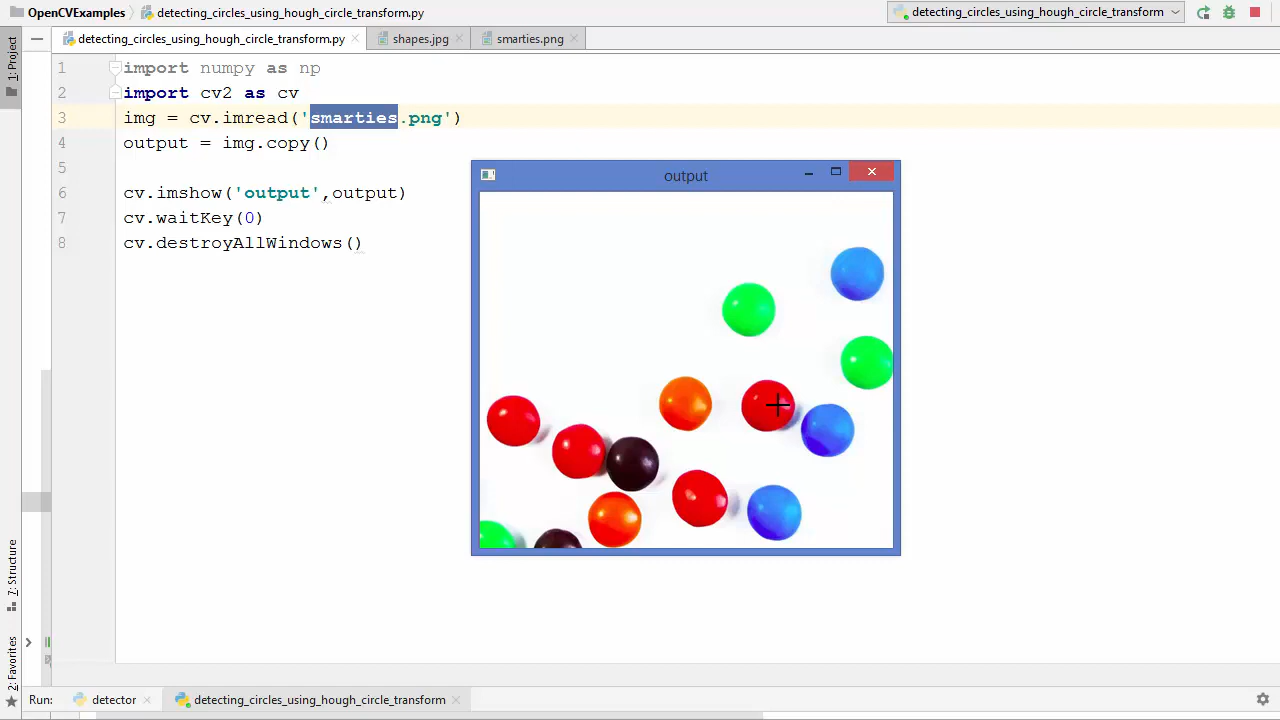 OpenCVExamples detecting_circles_using_hough_circle_transform.py detecting_circles_using_hough_circle_transform
detecting_circles_using_hough_circle_transform.py shapes.jpg smarties.png
1: Project
1 import numpy as np
2 import cv2 as cv
3 img = cv.imread('smarties.png')
4 output = img.copy()
5
6 cv.imshow('output',output)
7 cv.waitKey(0)
8 cv.destroyAllWindows()
output
7: Structure
2: Favorites
Run: detector detecting_circles_using_hough_circle_transform